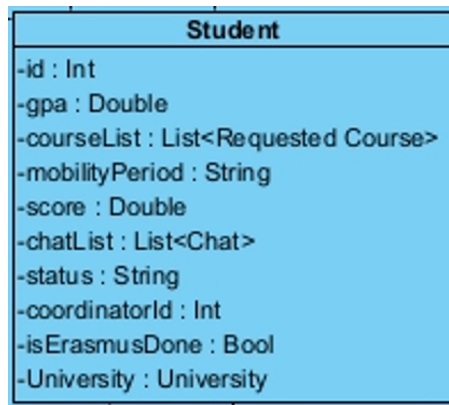 Student
-id : Int
-gpa : Double
-courseList : List<Requested Course>
-mobilityPeriod : String
-score : Double
-chatList : List<Chat>
-status : String
-coordinatorId : Int
-isErasmusDone : Bool
-University : University